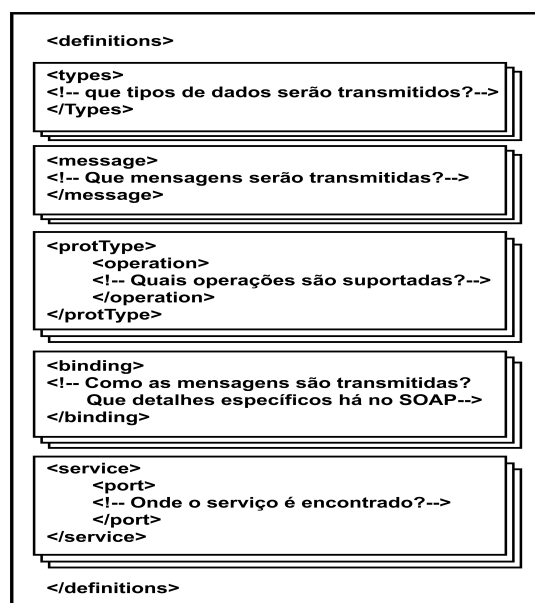 <definitions>
<types>
<!-- que tipos de dados serão transmitidos?-->
</Types>
<message>
<!-- Que mensagens serão transmitidas?-->
</message>
<protType>
<operation>
<!-- Quais operações são suportadas?-->
</operation>
</protType>
<binding>
<!-- Como as mensagens são transmitidas?
Que detalhes específicos há no SOAP-->
</binding>
<service>
<port>
<!-- Onde o serviço é encontrado?-->
</port>
</service>
</definitions>